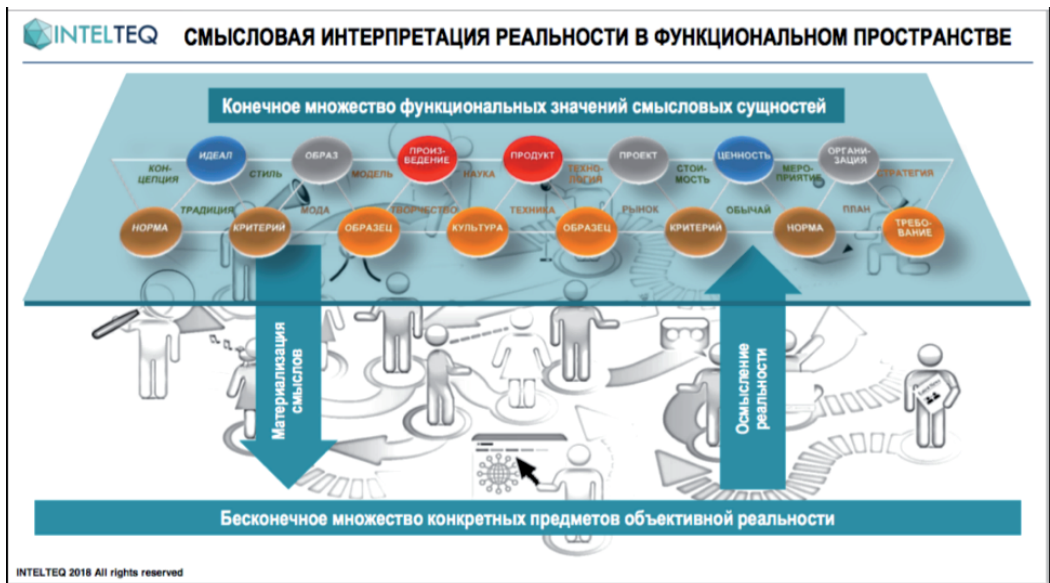 INTELTEQ
СМЫСЛОВАЯ ИНТЕРПРЕТАЦИЯ РЕАЛЬНОСТИ В ФУНКЦИОНАЛЬНОМ ПРОСТРАНСТВЕ
Конечное множество функциональных значений смысловых сущностей
ИДЕАЛ
ОБРАЗ
ПРОИЗ-
ВЕДЕНИЕ
ПРОДУКТ
ПРОЕКТ
ЦЕННОСТЬ
ОРГАНИ-
ЗАЦИЯ
КОН-
ЦЕПЦИЯ
СТИЛЬ
МОДЕЛЬ
НАУКА
ТЕХНО-
ЛОГИЯ
СТОИ-
МОСТЬ
МЕРО-
ПРИЯТИЕ
СТРАТЕГИЯ
ТРАДИЦИЯ
МОДА
ТВОРЧЕСТВО
ТЕХНИКА
РЫНОК
ОБЫЧАЙ
ПЛАН
НОРМА
КРИТЕРИЙ
ОБРАЗЕЦ
КУЛЬТУРА
ОБРАЗЕЦ
КРИТЕРИЙ
НОРМА
ТРЕБО-
ВАНИЕ
Материализация
смыслов
Осмысление
реальности
Бесконечное множество конкретных предметов объективной реальности
INTELTEQ 2018 All rights reserved